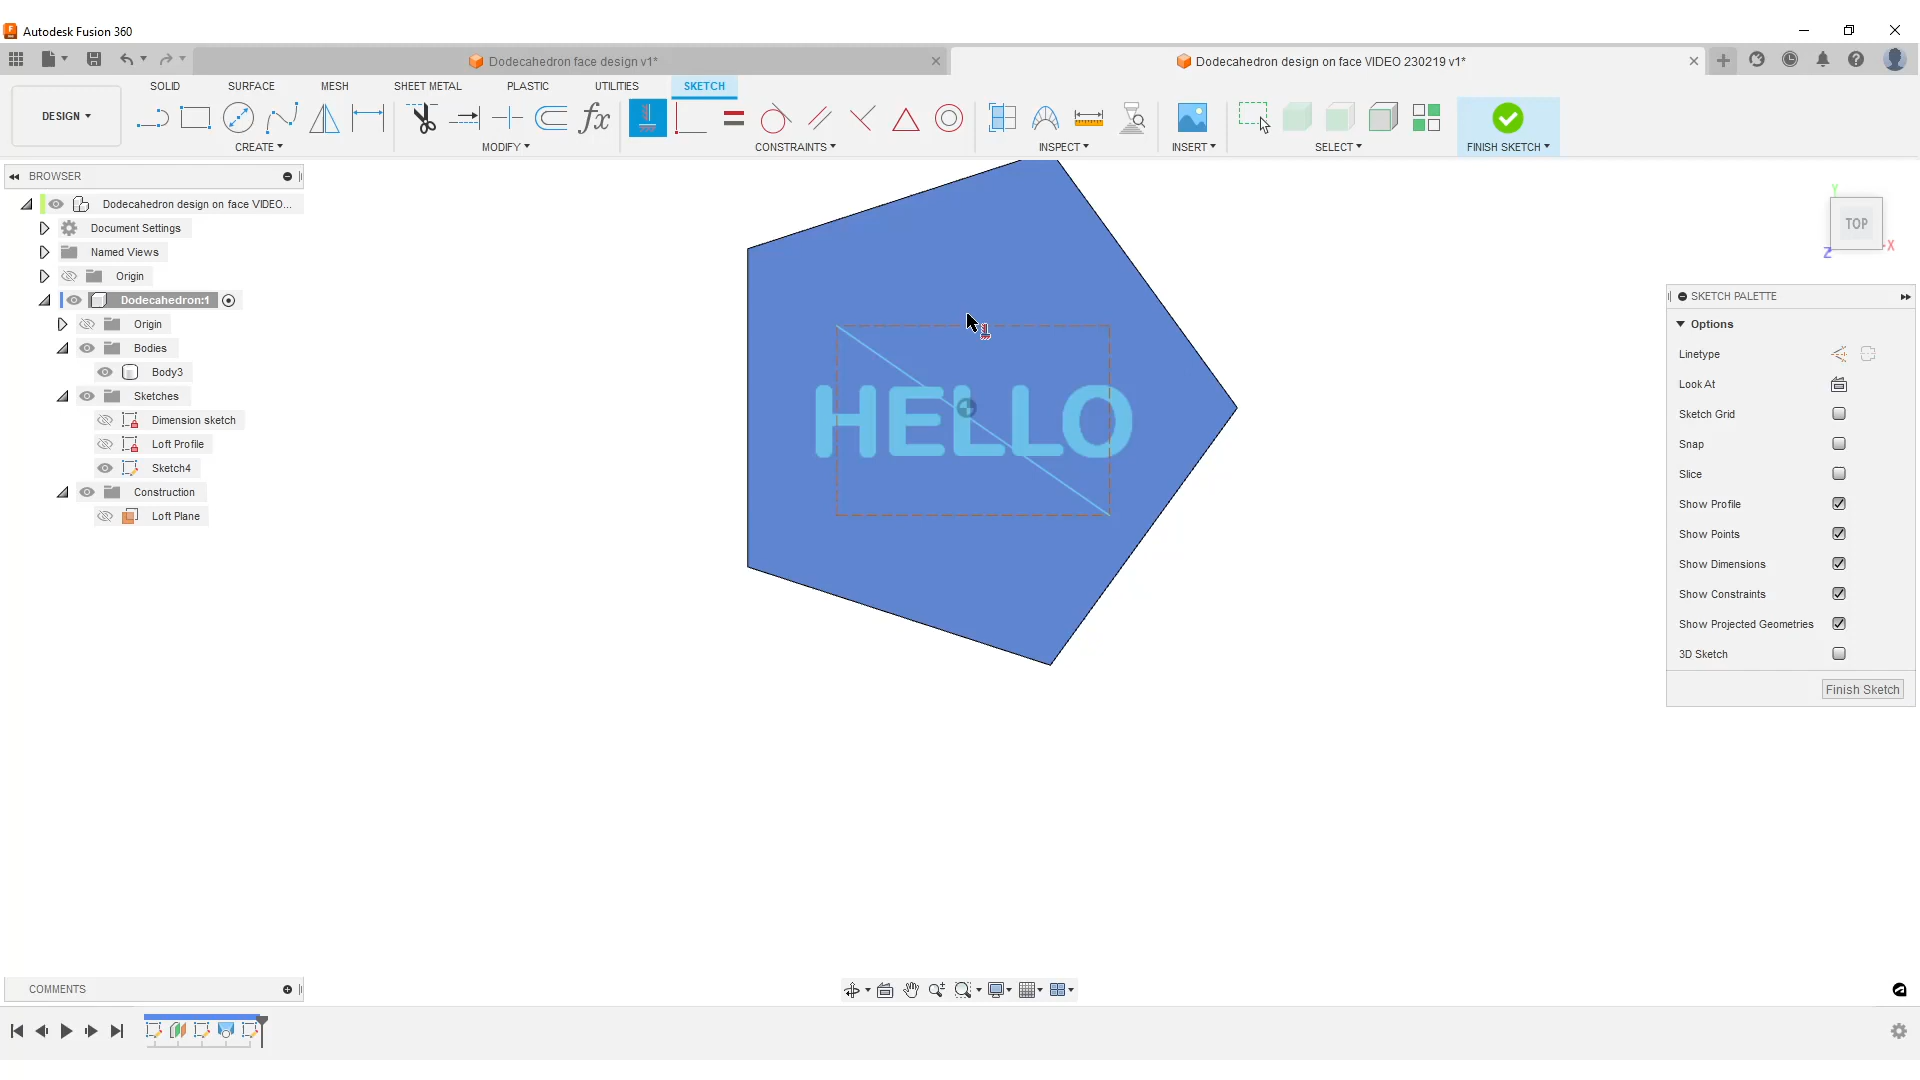 Autodesk Fusion 360
Dodecahedron face design v1*
Dodecahedron design on face VIDEO 230219 v1*
SOLID SURFACE MESH SHEET METAL PLASTIC UTILITIES SKETCH
DESIGN
fx
CREATE MODIFY CONSTRAINTS INSPECT INSERT SELECT FINISH SKETCH
BROWSER
Dodecahedron design on face VIDEO...
Document Settings
Named Views
Origin
Dodecahedron:1
Origin
Bodies
Body3
Sketches
Dimension sketch
Loft Profile
Sketch4
Construction
Loft Plane
HELLO
Y
TOP
X
Z
SKETCH PALETTE
Options
Linetype
Look At
Sketch Grid
Snap
Slice
Show Profile
Show Points
Show Dimensions
Show Constraints
Show Projected Geometries
3D Sketch
Finish Sketch
COMMENTS